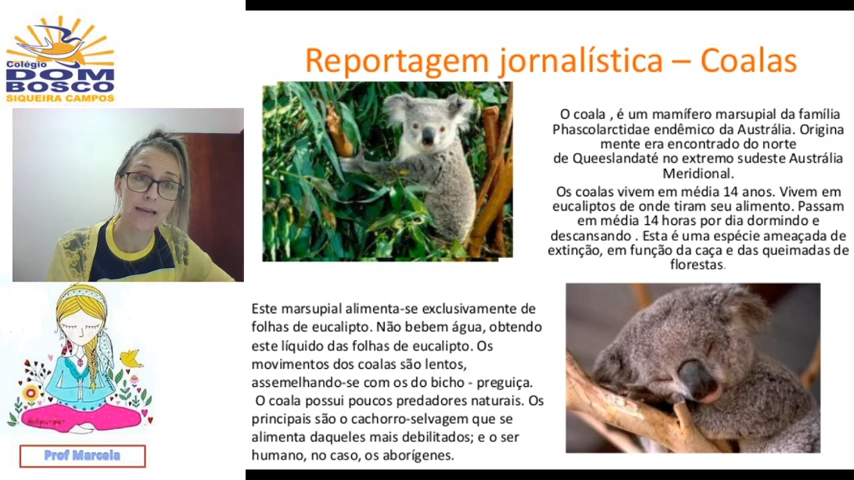 Colégio
DOM
BOSCO
SIQUEIRA CAMPOS
Reportagem jornalística – Coalas
O coala , é um mamífero marsupial da família
Phascolarctidae endêmico da Austrália. Origina
mente era encontrado do norte
de Queeslandaté no extremo sudeste Austrália
Meridional.
Os coalas vivem em média 14 anos. Vivem em
eucaliptos de onde tiram seu alimento. Passam
em média 14 horas por dia dormindo e
descansando . Esta é uma espécie ameaçada de
extinção, em função da caça e das queimadas de
florestas.
Este marsupial alimenta-se exclusivamente de
folhas de eucalipto. Não bebem água, obtendo
este líquido das folhas de eucalipto. Os
movimentos dos coalas são lentos,
assemelhando-se com os do bicho - preguiça.
O coala possui poucos predadores naturais. Os
principais são o cachorro-selvagem que se
alimenta daqueles mais debilitados; e o ser
humano, no caso, os aborígenes.
Prof Marcela